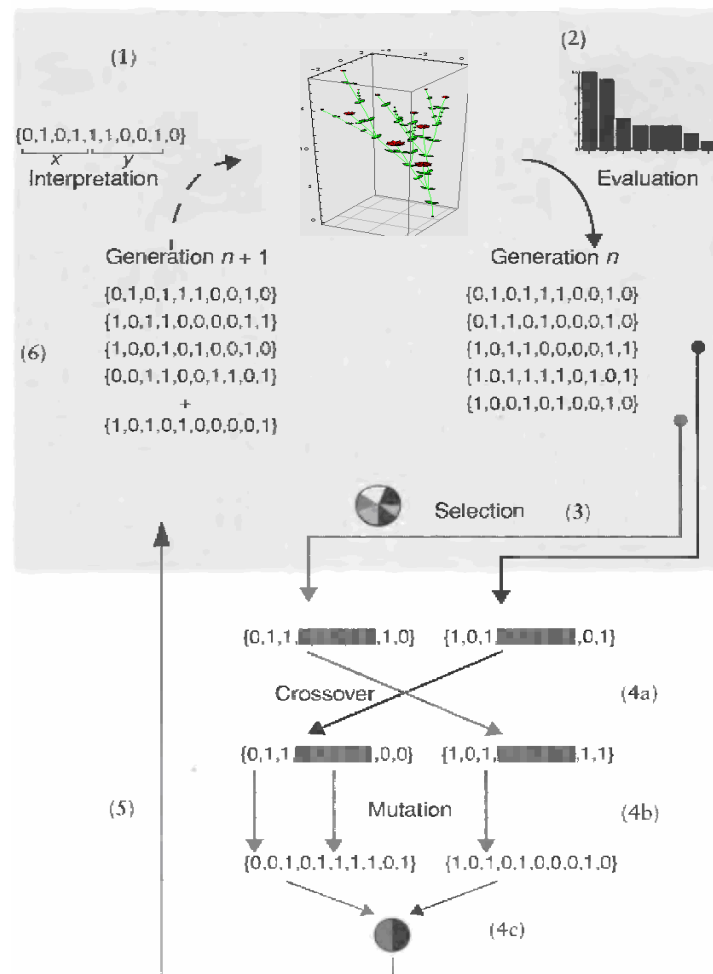 (1)
(2)
{0,1,0,1,1,1,0,0,1,0}
x y
Interpretation
Evaluation
Generation n + 1
Generation n
{0,1,0,1,1,1,0,0,1,0}
{1,0,1,1,0,0,0,0,1,1}
{1,0,0,1,0,1,0,0,1,0}
{0,0,1,1,0,0,1,1,0,1}
+
{1,0,1,0,1,0,0,0,0,1}
{0,1,0,1,1,1,0,0,1,0}
{0,1,1,0,1,0,0,0,1,0}
{1,0,1,1,0,0,0,0,1,1}
{1,0,1,1,1,1,0,1,0,1}
{1,0,0,1,0,1,0,0,1,0}
(6)
Selection (3)
{0,1,1, ,1,0} {1,0,1, ,0,1}
Crossover (4a)
{0,1,1, ,0,0} {1,0,1, ,1,1}
(5) Mutation (4b)
{0,0,1,0,1,1,1,1,0,1} {1,0,1,0,1,0,0,0,1,0}
(4c)